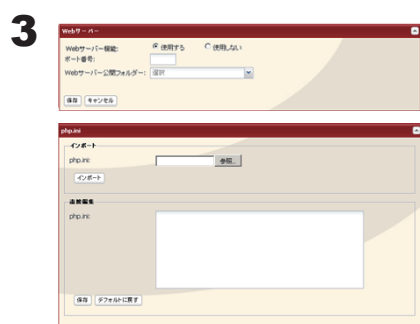 3
Webサーバー
Webサーバー機能: 使用する 使用しない
ポート番号:
Webサーバー公開フォルダー: 選択
保存 キャンセル
php.ini
インポート
php.ini: 参照...
インポート
直接編集
php.ini:
保存 デフォルトに戻す